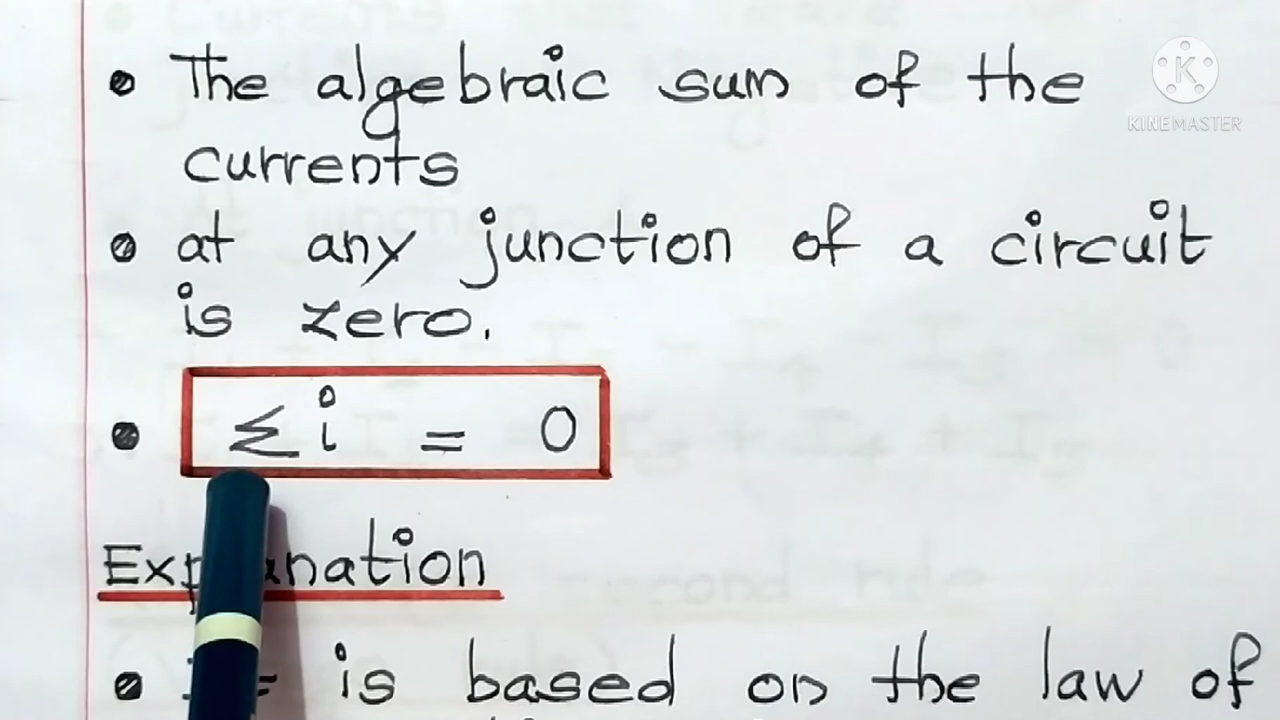 • The algebraic sum of the
currents
• at any junction of a circuit
is zero.
• Σi = 0
Explanation
• is based on the law of
KINEMASTER